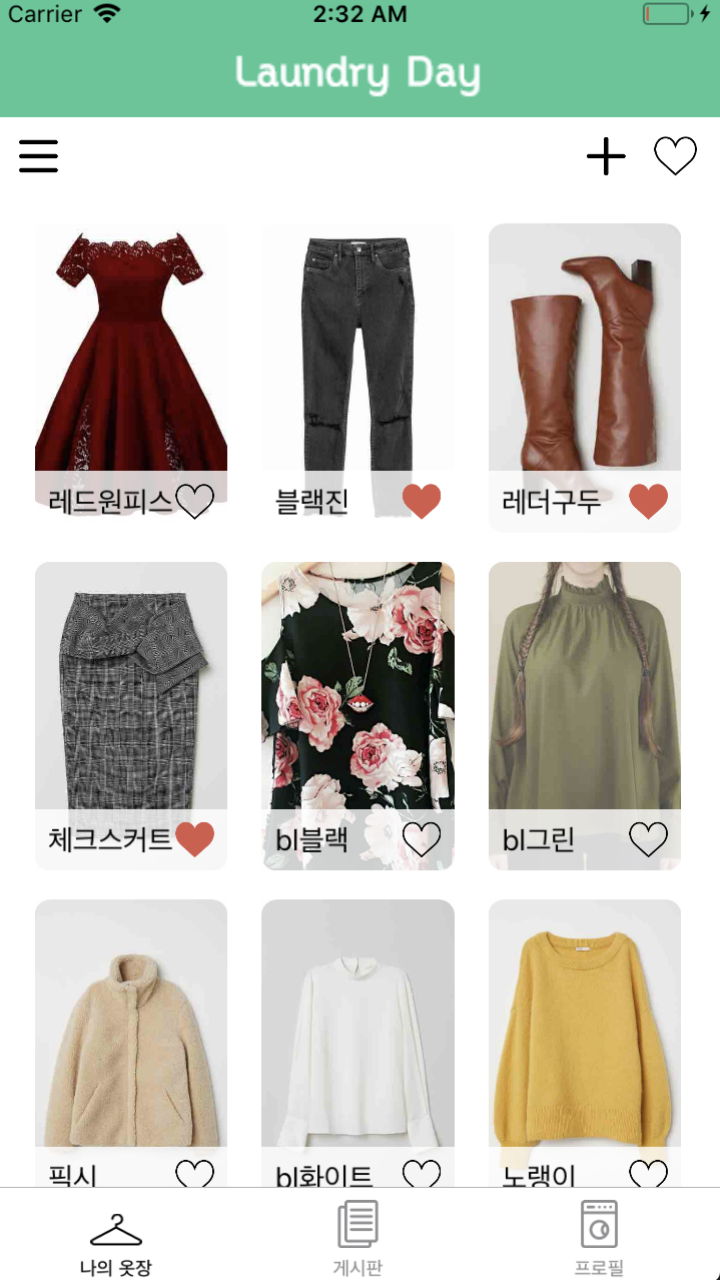 Carrier
2:32 AM
Laundry Day
레드원피스
블랙진
레더구두
체크스커트
bl블랙
bl그린
픽시
bl화이트
노랭이
나의 옷장
게시판
프로필